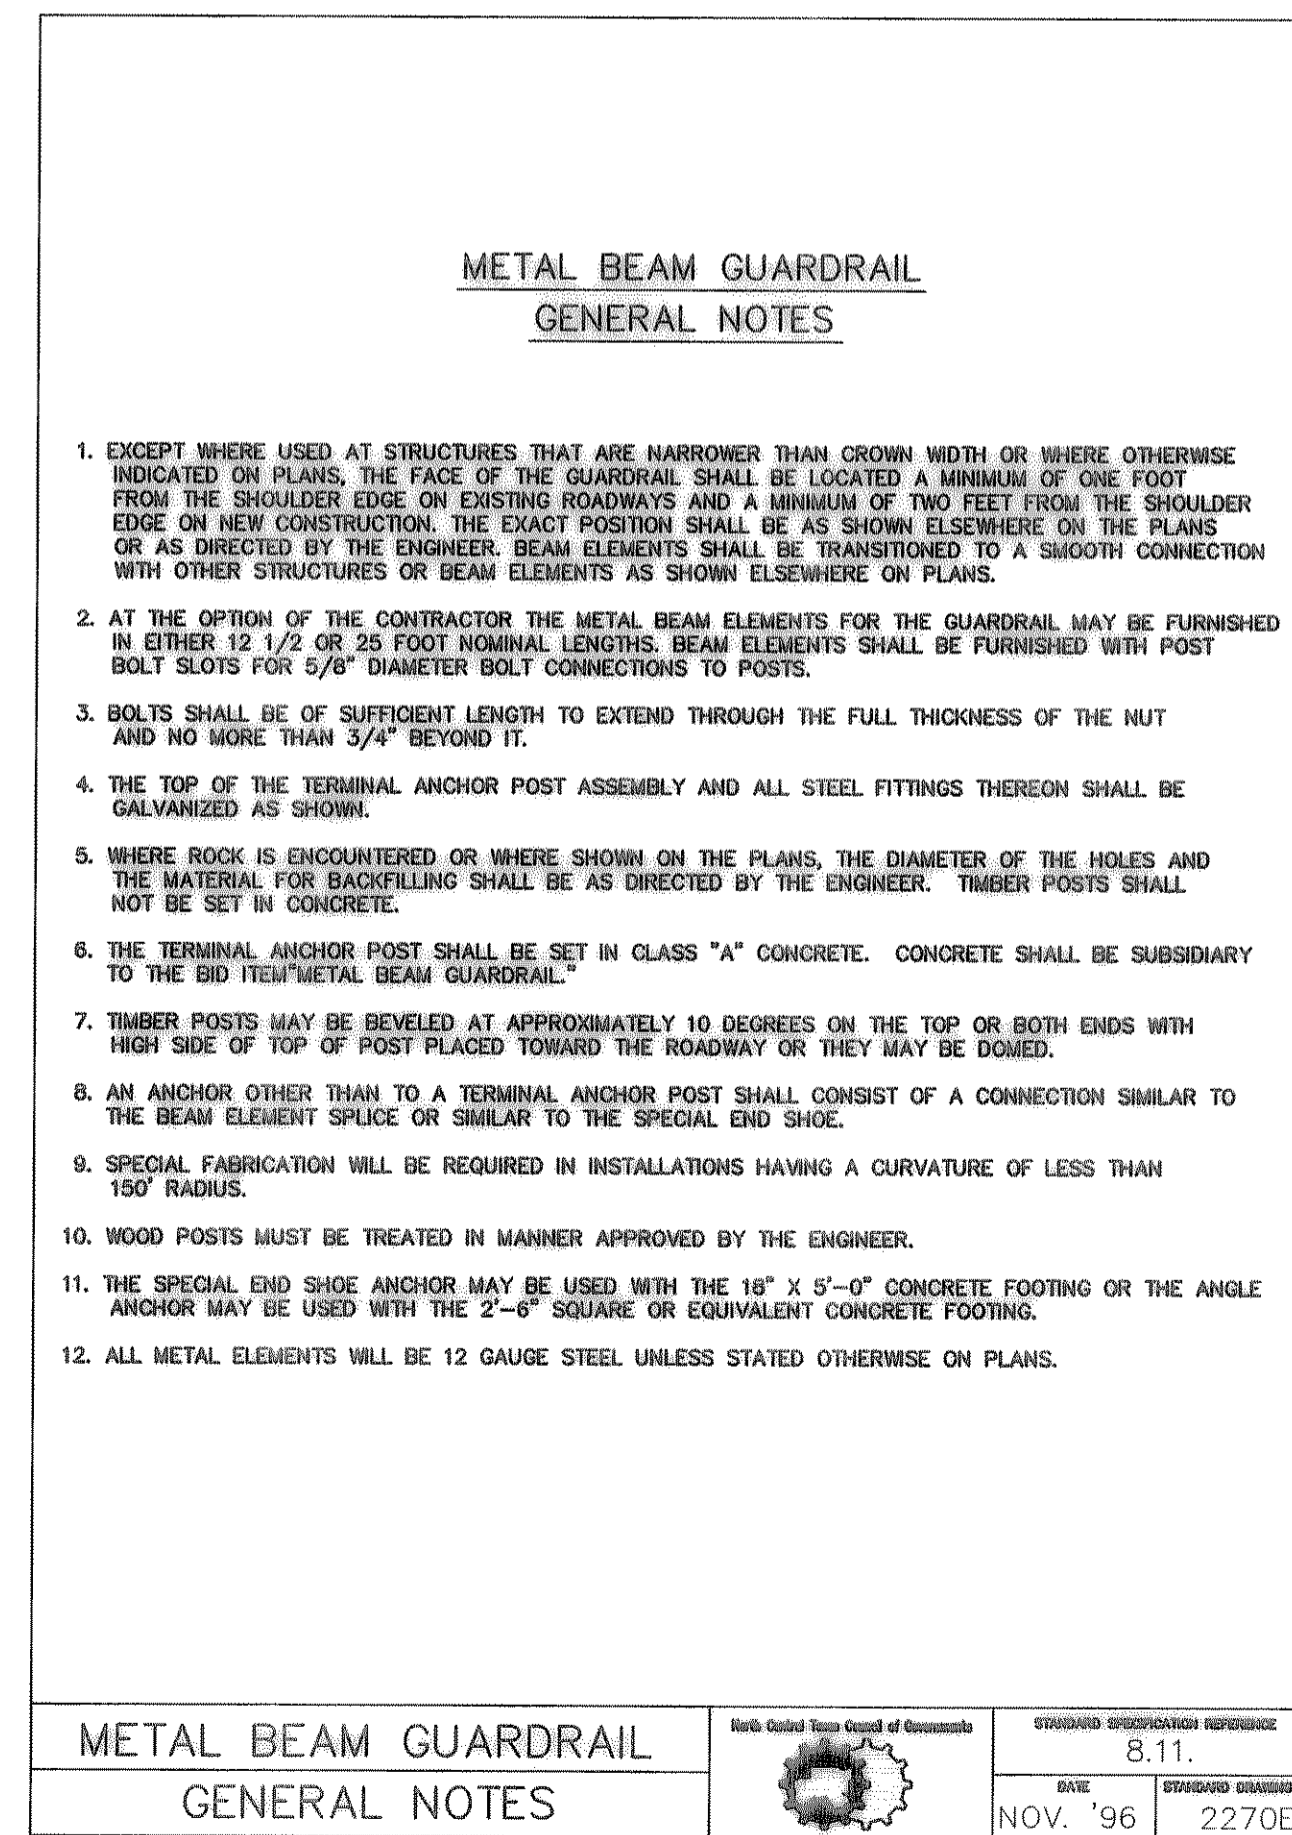 METAL BEAM GUARDRAIL
GENERAL NOTES
1. EXCEPT WHERE USED AT STRUCTURES THAT ARE NARROWER THAN CROWN WIDTH OR WHERE OTHERWISE
INDICATED ON PLANS, THE FACE OF THE GUARDRAIL SHALL BE LOCATED A MINIMUM OF ONE FOOT
FROM THE SHOULDER EDGE ON EXISTING ROADWAYS AND A MINIMUM OF TWO FEET FROM THE SHOULDER
EDGE ON NEW CONSTRUCTION. THE EXACT POSITION SHALL BE AS SHOWN ELSEWHERE ON THE PLANS
OR AS DIRECTED BY THE ENGINEER. BEAM ELEMENTS SHALL BE TRANSITIONED TO A SMOOTH CONNECTION
WITH OTHER STRUCTURES OR BEAM ELEMENTS AS SHOWN ELSEWHERE ON PLANS.
2. AT THE OPTION OF THE CONTRACTOR THE METAL BEAM ELEMENTS FOR THE GUARDRAIL MAY BE FURNISHED
IN EITHER 12 1/2 OR 25 FOOT NOMINAL LENGTHS. BEAM ELEMENTS SHALL BE FURNISHED WITH POST
BOLT SLOTS FOR 5/8" DIAMETER BOLT CONNECTIONS TO POSTS.
3. BOLTS SHALL BE OF SUFFICIENT LENGTH TO EXTEND THROUGH THE FULL THICKNESS OF THE NUT
AND NO MORE THAN 3/4" BEYOND IT.
4. THE TOP OF THE TERMINAL ANCHOR POST ASSEMBLY AND ALL STEEL FITTINGS THEREON SHALL BE
GALVANIZED AS SHOWN.
5. WHERE ROCK IS ENCOUNTERED OR WHERE SHOWN ON THE PLANS, THE DIAMETER OF THE HOLES AND
THE MATERIAL FOR BACKFILLING SHALL BE AS DIRECTED BY THE ENGINEER. TIMBER POSTS SHALL
NOT BE SET IN CONCRETE.
6. THE TERMINAL ANCHOR POST SHALL BE SET IN CLASS "A" CONCRETE. CONCRETE SHALL BE SUBSIDIARY
TO THE BID ITEM"METAL BEAM GUARDRAIL."
7. TIMBER POSTS MAY BE BEVELED AT APPROXIMATELY 10 DEGREES ON THE TOP OR BOTH ENDS WITH
HIGH SIDE OF TOP OF POST PLACED TOWARD THE ROADWAY OR THEY MAY BE DOMED.
8. AN ANCHOR OTHER THAN TO A TERMINAL ANCHOR POST SHALL CONSIST OF A CONNECTION SIMILAR TO
THE BEAM ELEMENT SPLICE OR SIMILAR TO THE SPECIAL END SHOE.
9. SPECIAL FABRICATION WILL BE REQUIRED IN INSTALLATIONS HAVING A CURVATURE OF LESS THAN
150' RADIUS.
10. WOOD POSTS MUST BE TREATED IN MANNER APPROVED BY THE ENGINEER.
11. THE SPECIAL END SHOE ANCHOR MAY BE USED WITH THE 18" X 5'-0" CONCRETE FOOTING OR THE ANGLE
ANCHOR MAY BE USED WITH THE 2'-6" SQUARE OR EQUIVALENT CONCRETE FOOTING.
12. ALL METAL ELEMENTS WILL BE 12 GAUGE STEEL UNLESS STATED OTHERWISE ON PLANS.
METAL BEAM GUARDRAIL
GENERAL NOTES
North Central Texas Council of Governments
STANDARD SPECIFICATION REFERENCE
8.11.
DATE
STANDARD DRAWING
NOV. '96
2270E